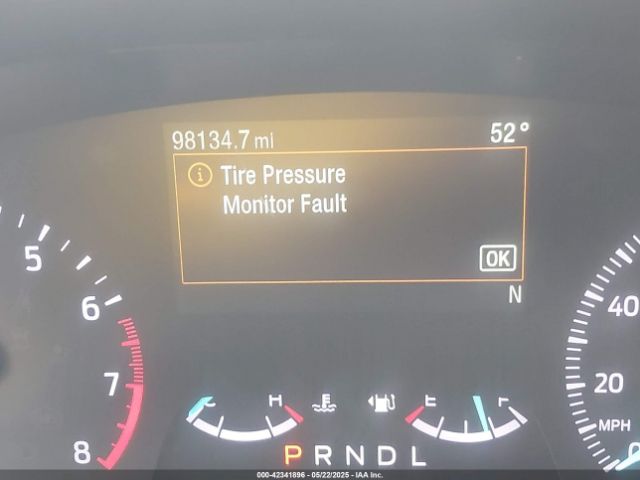 98134.7 mi 52°
Tire Pressure
Monitor Fault
OK
N
5
6
7
8
40
20
MPH
0
C H E F
P R N D L
000-42341896 - 05/22/2025 - IAA Inc.